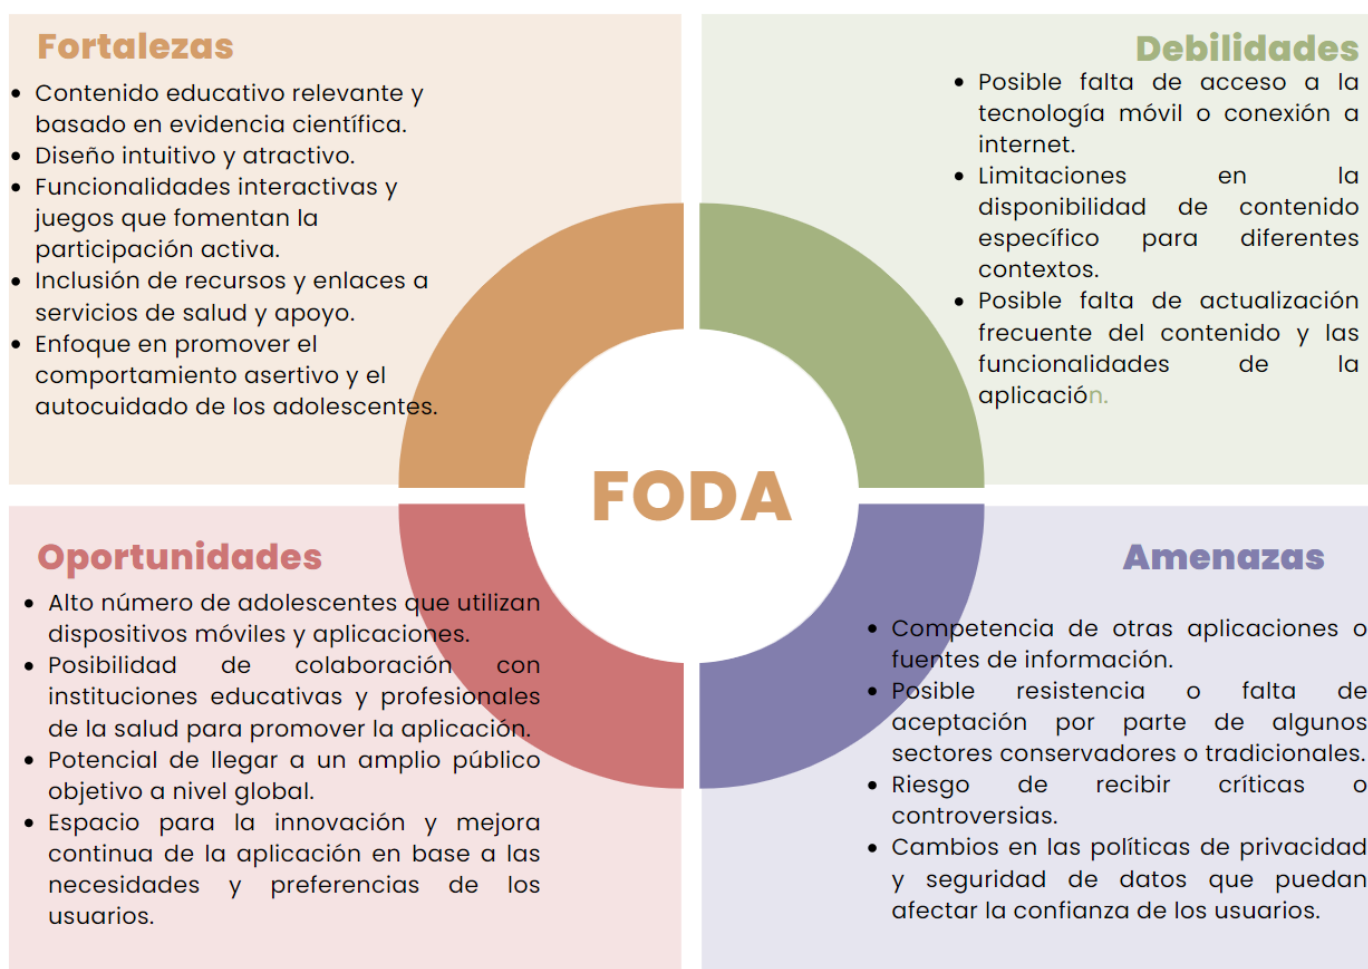 Fortalezas
• Contenido educativo relevante y
basado en evidencia científica.
• Diseño intuitivo y atractivo.
• Funcionalidades interactivas y
juegos que fomentan la
participación activa.
• Inclusión de recursos y enlaces a
servicios de salud y apoyo.
• Enfoque en promover el
comportamiento asertivo y el
autocuidado de los adolescentes.
Debilidades
• Posible falta de acceso a la
tecnología móvil o conexión a
internet.
• Limitaciones en la
disponibilidad de contenido
específico para diferentes
contextos.
• Posible falta de actualización
frecuente del contenido y las
funcionalidades de la
aplicación.
FODA
Oportunidades
• Alto número de adolescentes que utilizan
dispositivos móviles y aplicaciones.
• Posibilidad de colaboración con
instituciones educativas y profesionales
de la salud para promover la aplicación.
• Potencial de llegar a un amplio público
objetivo a nivel global.
• Espacio para la innovación y mejora
continua de la aplicación en base a las
necesidades y preferencias de los
usuarios.
Amenazas
• Competencia de otras aplicaciones o
fuentes de información.
• Posible resistencia o falta de
aceptación por parte de algunos
sectores conservadores o tradicionales.
• Riesgo de recibir críticas o
controversias.
• Cambios en las políticas de privacidad
y seguridad de datos que puedan
afectar la confianza de los usuarios.